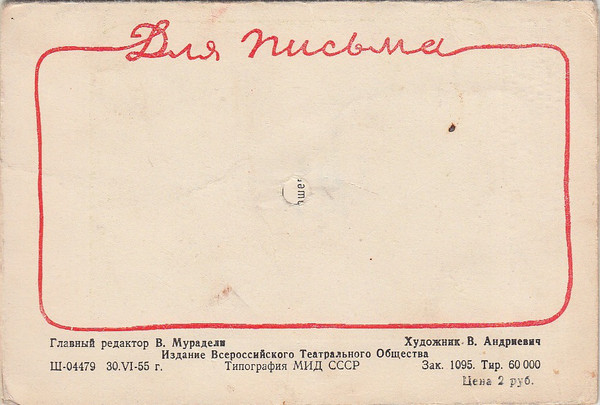 Для письма
ашь
Главный редактор В. Мурадели Художник В. Андриевич
Издание Всероссийского Театрального Общества
Ш-04479 30.VI-55 г. Типография МИД СССР Зак. 1095. Тир. 60 000
Цена 2 руб.